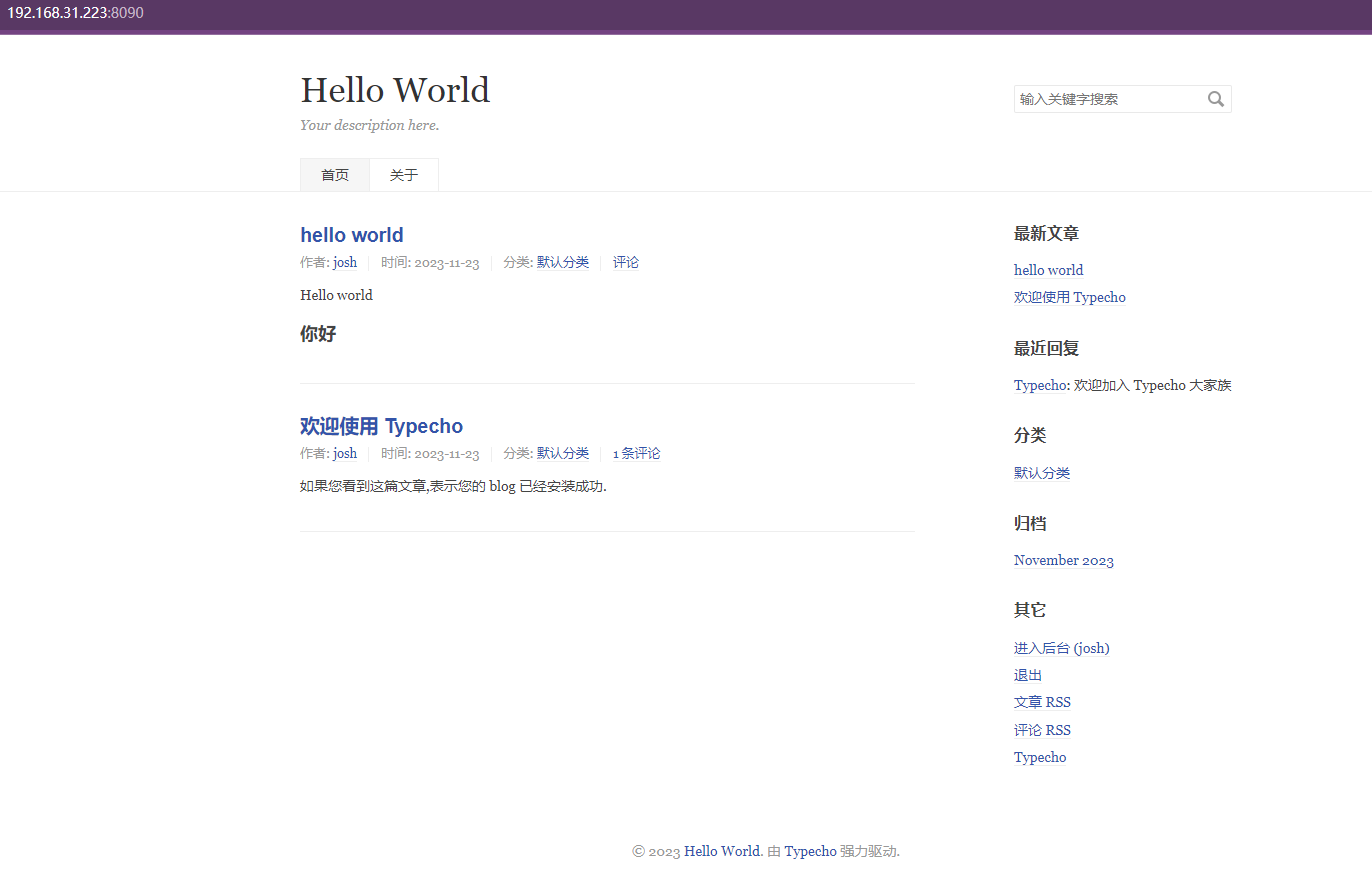 192.168.31.223:8090
Hello World
Your description here.
输入关键字搜索
首页
关于
hello world
作者: josh 时间: 2023-11-23 分类: 默认分类 评论
Hello world
你好
欢迎使用 Typecho
作者: josh 时间: 2023-11-23 分类: 默认分类 1 条评论
如果您看到这篇文章,表示您的 blog 已经安装成功.
最新文章
hello world
欢迎使用 Typecho
最近回复
Typecho: 欢迎加入 Typecho 大家族
分类
默认分类
归档
November 2023
其它
进入后台 (josh)
退出
文章 RSS
评论 RSS
Typecho
© 2023 Hello World. 由 Typecho 强力驱动.